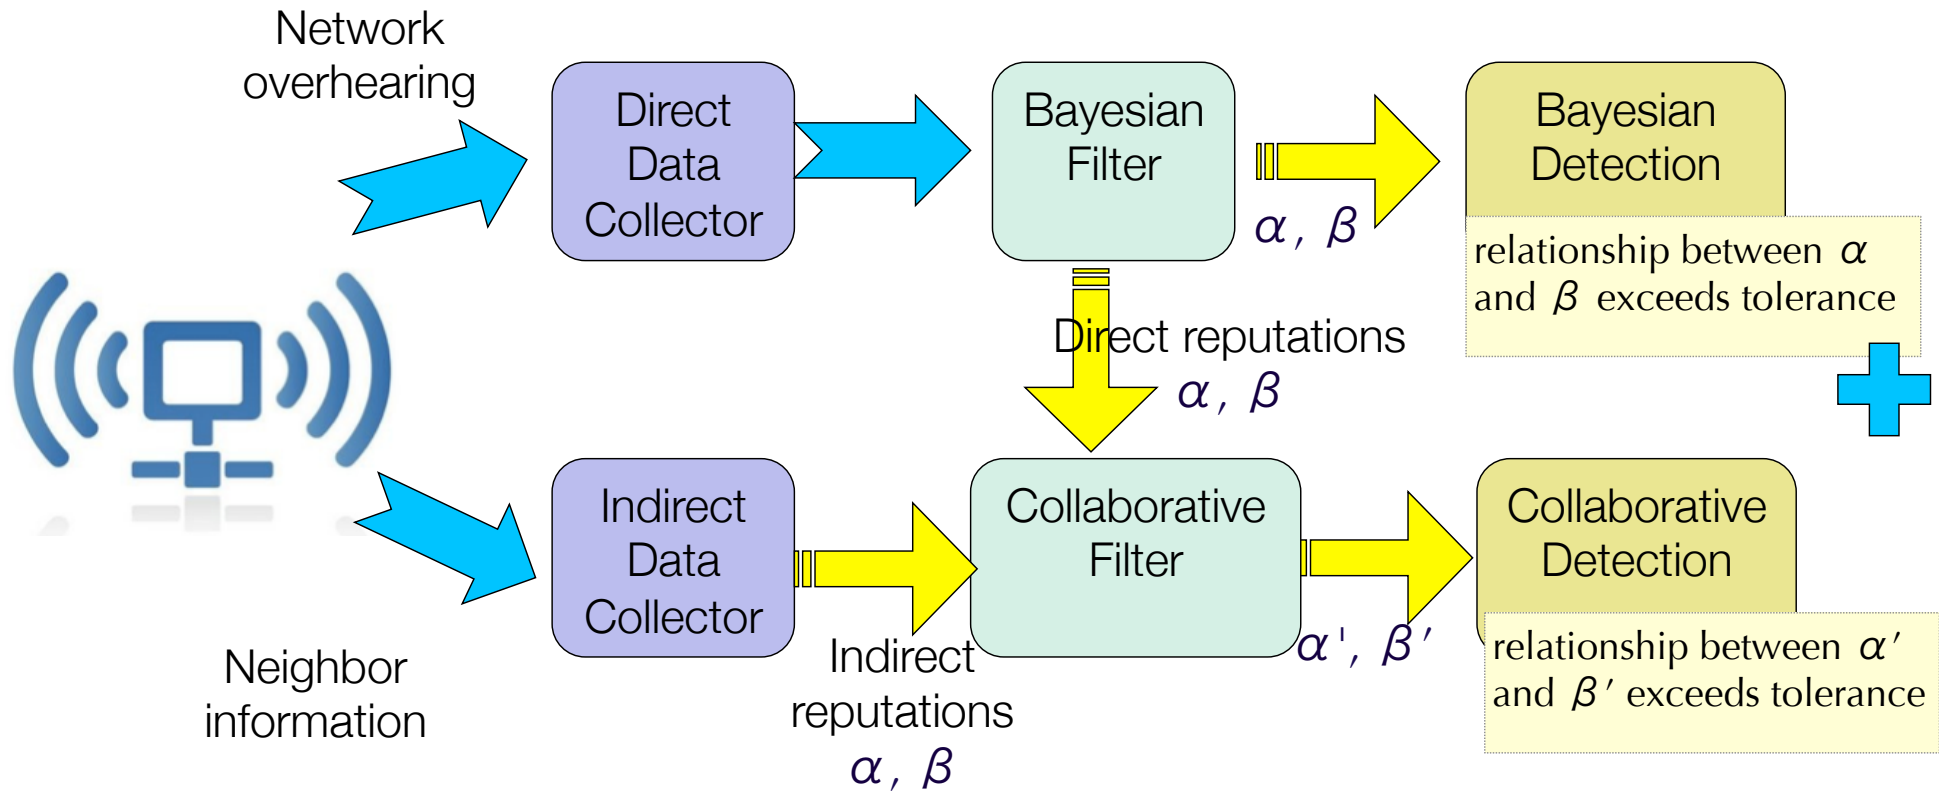 Network
overhearing
Direct
Data
Collector
Bayesian
Filter
α, β
Bayesian
Detection
relationship between α
and β exceeds tolerance
Direct reputations
α, β
Neighbor
information
Indirect
Data
Collector
Indirect
reputations
α, β
Collaborative
Filter
α', β′
Collaborative
Detection
relationship between α′
and β′ exceeds tolerance